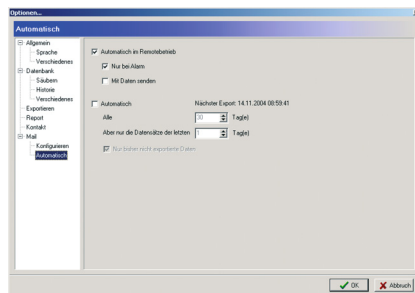 Optionen...
Automatisch
Allgemein
Sprache
Verschiedenes
Datenbank
Säubern
Historie
Verschiedenes
Exportieren
Report
Kontakt
Mail
Konfigurieren
Automatisch
Automatisch im Remotebetrieb
Nur bei Alarm
Mit Daten senden
Automatisch Nächster Export: 14.11.2004 08:59:41
Alle 30 Tag(e)
Aber nur die Datensätze der letzten 1 Tag(e)
Nur bisher nicht exportierte Daten
OK Abbruch